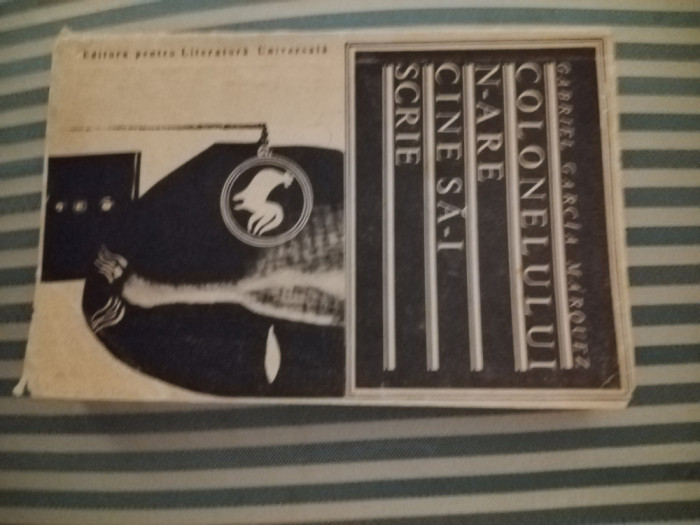 GABRIEL GARCÍA MÁRQUEZ
COLONELULUI
N-ARE
CINE SĂ-I
SCRIE
Editura pentru Literatură Universală